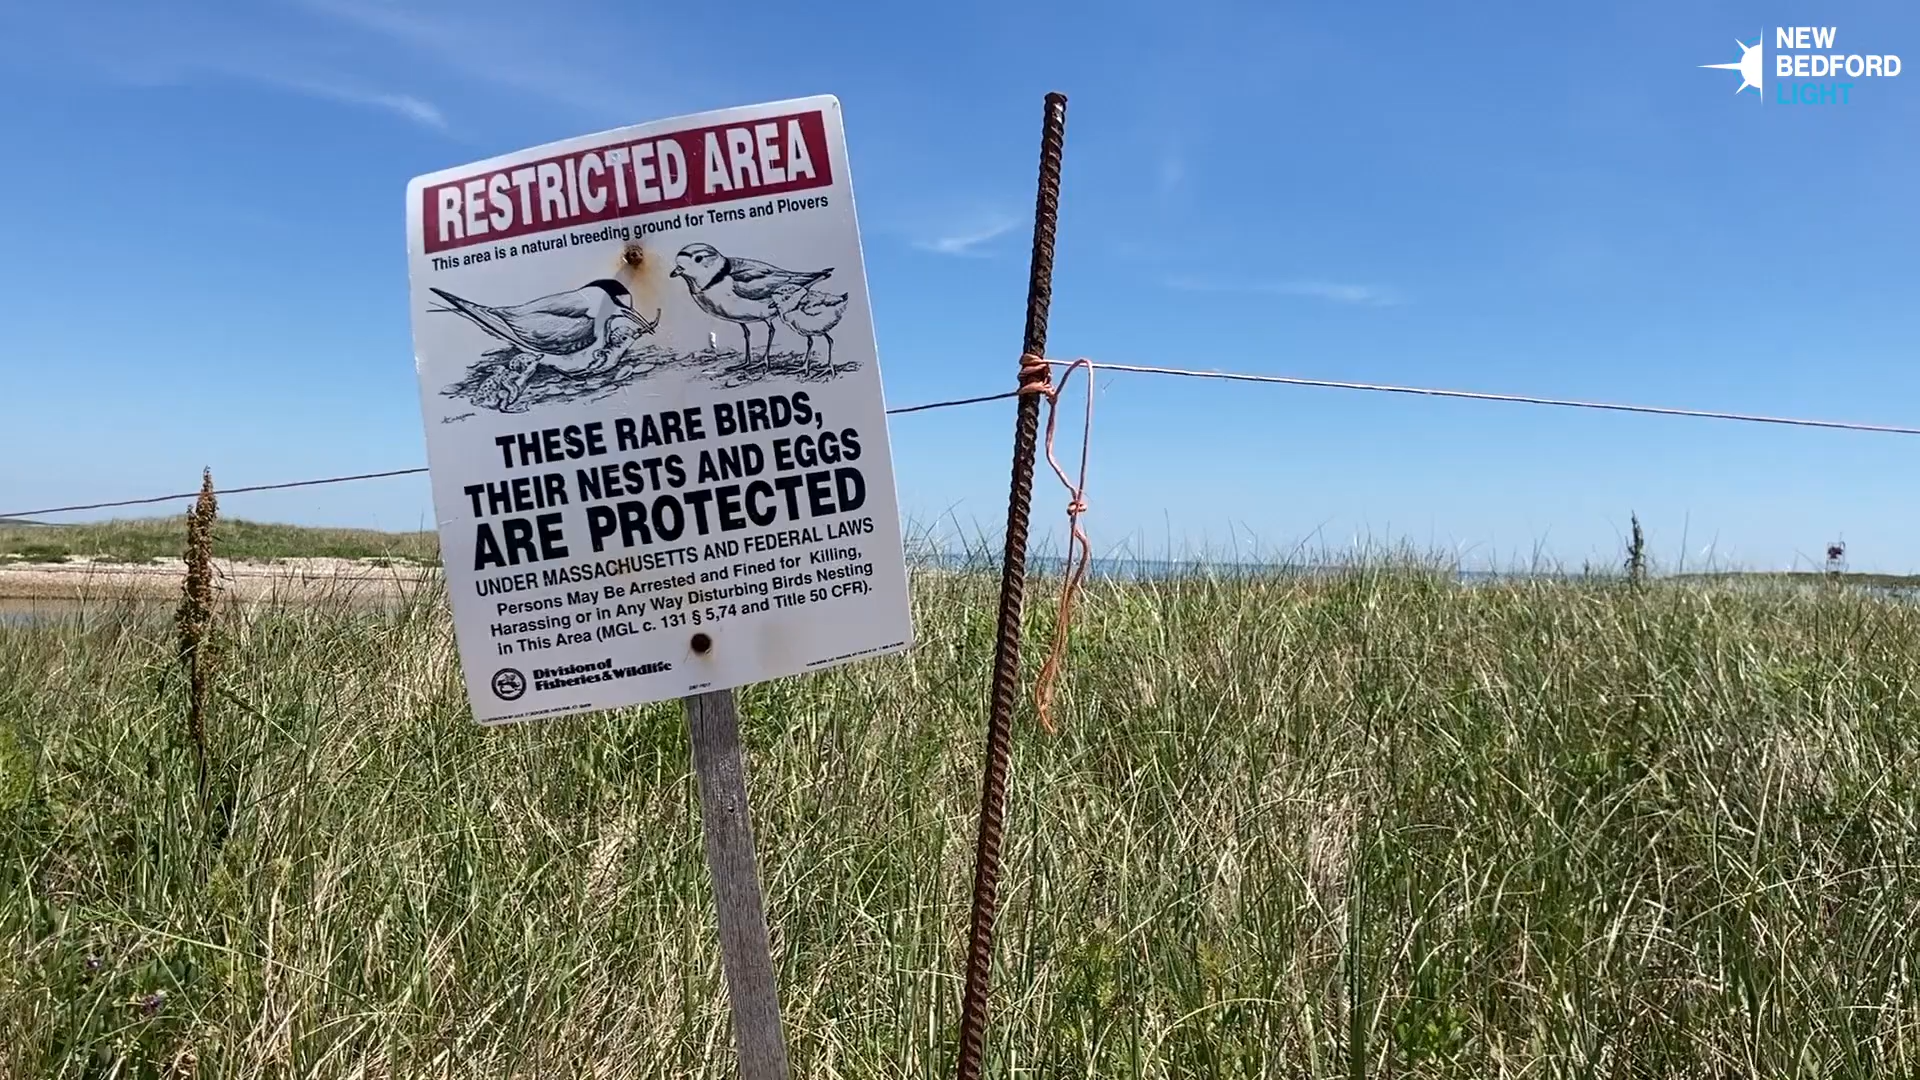 NEW
BEDFORD
LIGHT
RESTRICTED AREA
This area is a natural breeding ground for Terns and Plovers
THESE RARE BIRDS,
THEIR NESTS AND EGGS
ARE PROTECTED
UNDER MASSACHUSETTS AND FEDERAL LAWS
Persons May Be Arrested and Fined for Killing,
Harassing or in Any Way Disturbing Birds Nesting
in This Area (MGL c. 131 § 5,74 and Title 50 CFR).
Division of
Fisheries & Wildlife